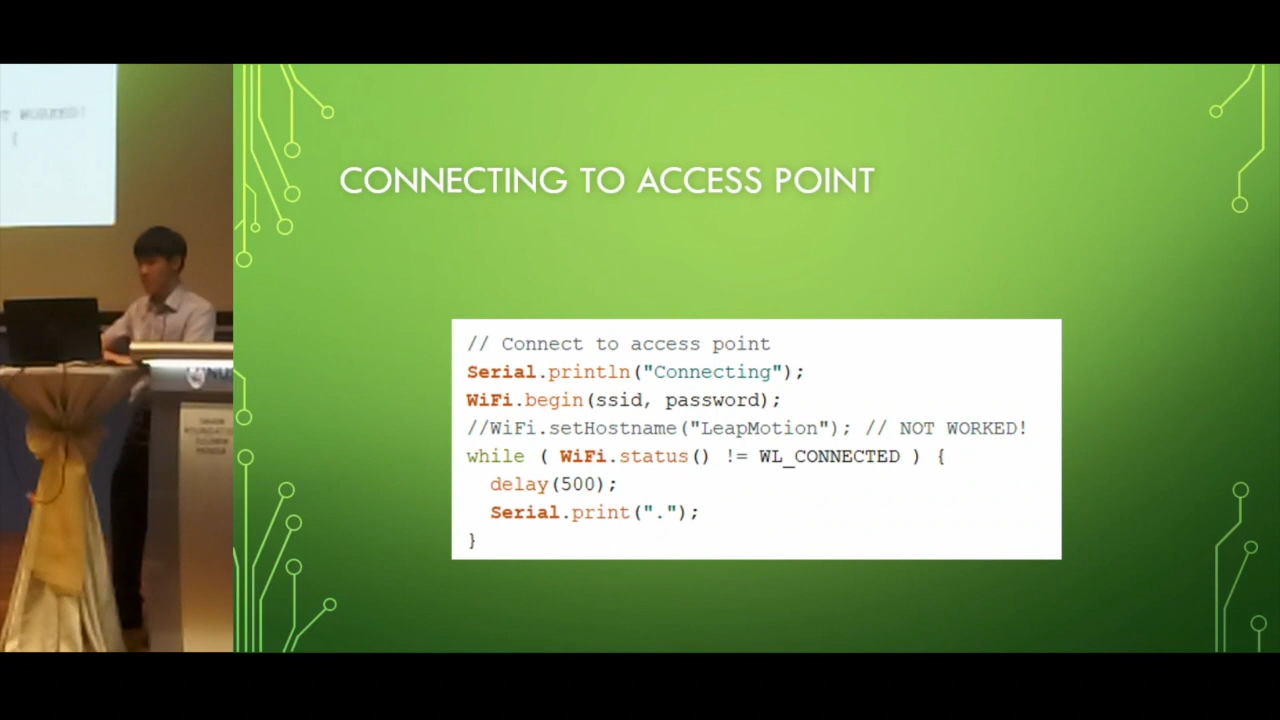 CONNECTING TO ACCESS POINT
// Connect to access point
Serial.println("Connecting");
WiFi.begin(ssid, password);
//WiFi.setHostname("LeapMotion"); // NOT WORKED!
while ( WiFi.status() != WL_CONNECTED ) {
  delay(500);
  Serial.print(".");
}